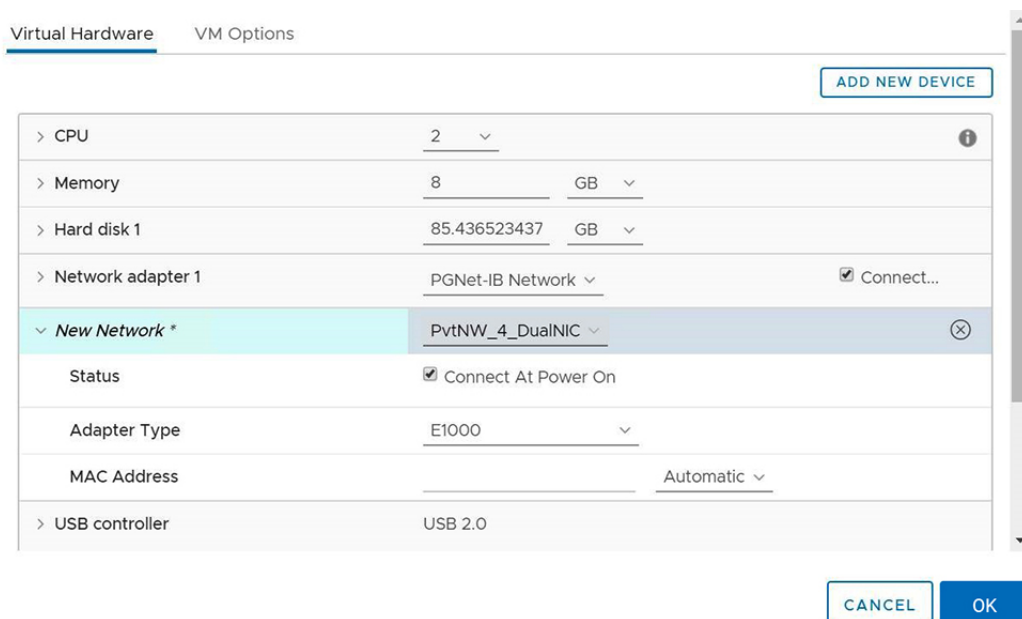 Virtual Hardware VM Options
ADD NEW DEVICE
CPU 2
Memory 8 GB
Hard disk 1 85.436523437 GB
Network adapter 1 PGNet-IB Network Connect...
New Network * PvtNW_4_DualNIC
Status Connect At Power On
Adapter Type E1000
MAC Address Automatic
USB controller USB 2.0
CANCEL OK